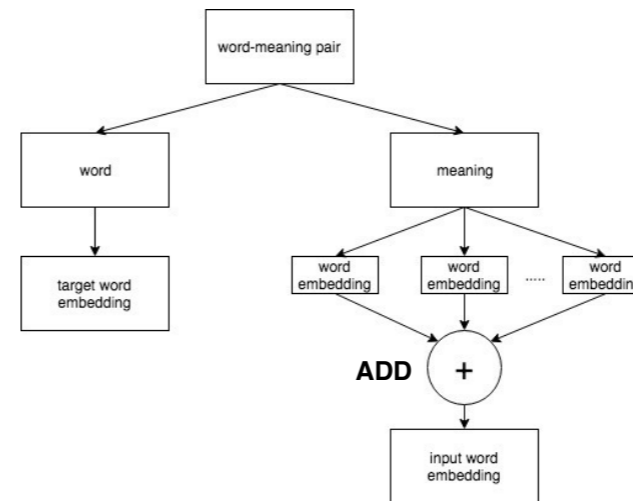 word-meaning pair
word
meaning
target word
embedding
word
embedding
word
embedding
.....
word
embeddin
ADD
+
input word
embedding